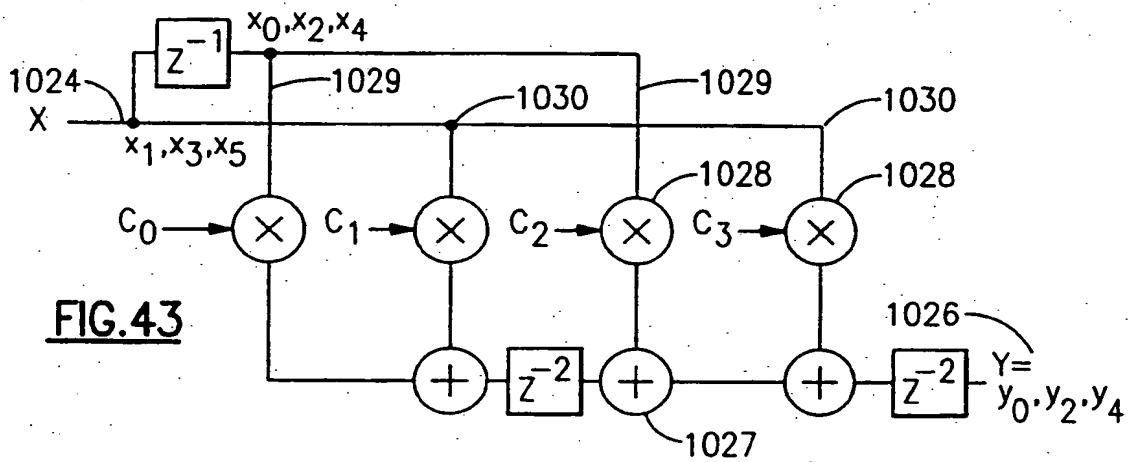 x0,x2,x4
Z-1
1024
1029
1029
1030
1030
X
x1,x3,x5
1028
1028
C0
×
C1
×
C2
×
C3
×
FIG.43
1026
+
Z-2
+
+
Z-2
Y=
y0,y2,y4
1027